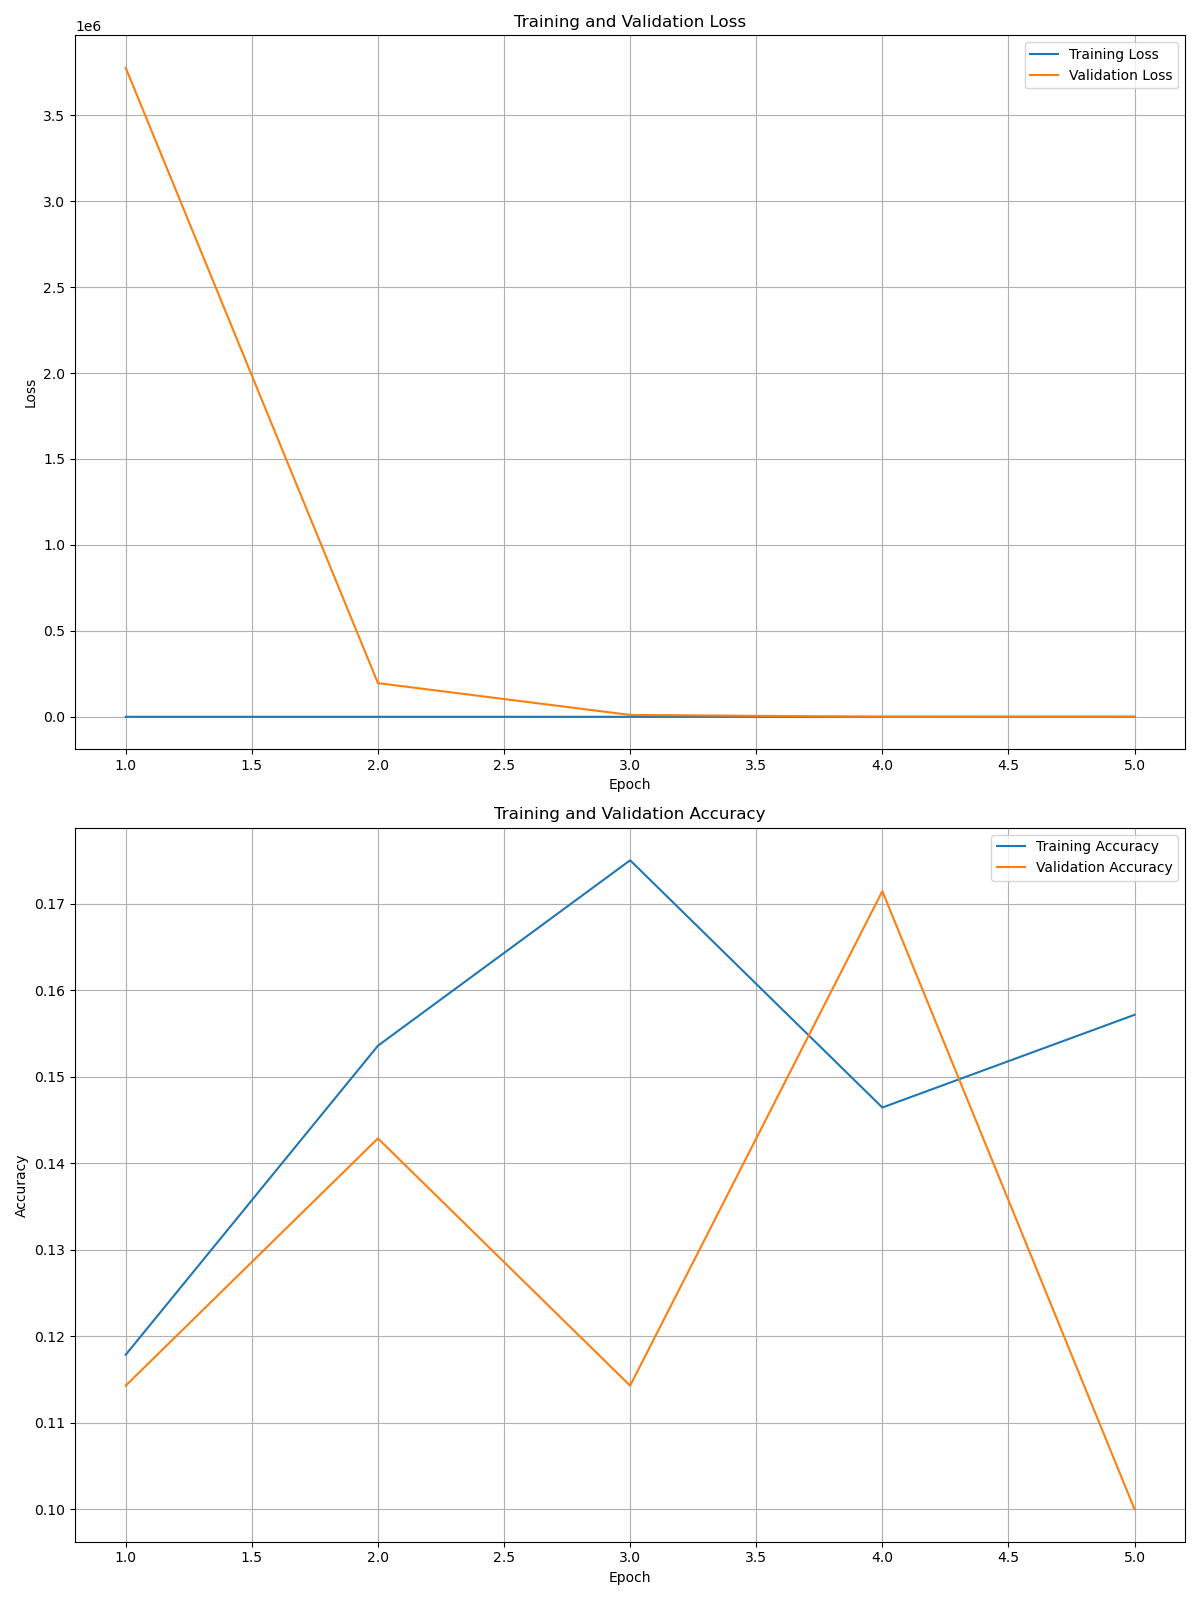 Training and Validation Loss
1e6
Training Loss
Validation Loss
3.5
3.0
2.5
2.0
1.5
1.0
0.5
0.0
Loss
1.0 1.5 2.0 2.5 3.0 3.5 4.0 4.5 5.0
Epoch
Training and Validation Accuracy
Training Accuracy
Validation Accuracy
0.17
0.16
0.15
0.14
0.13
0.12
0.11
0.10
Accuracy
1.0 1.5 2.0 2.5 3.0 3.5 4.0 4.5 5.0
Epoch